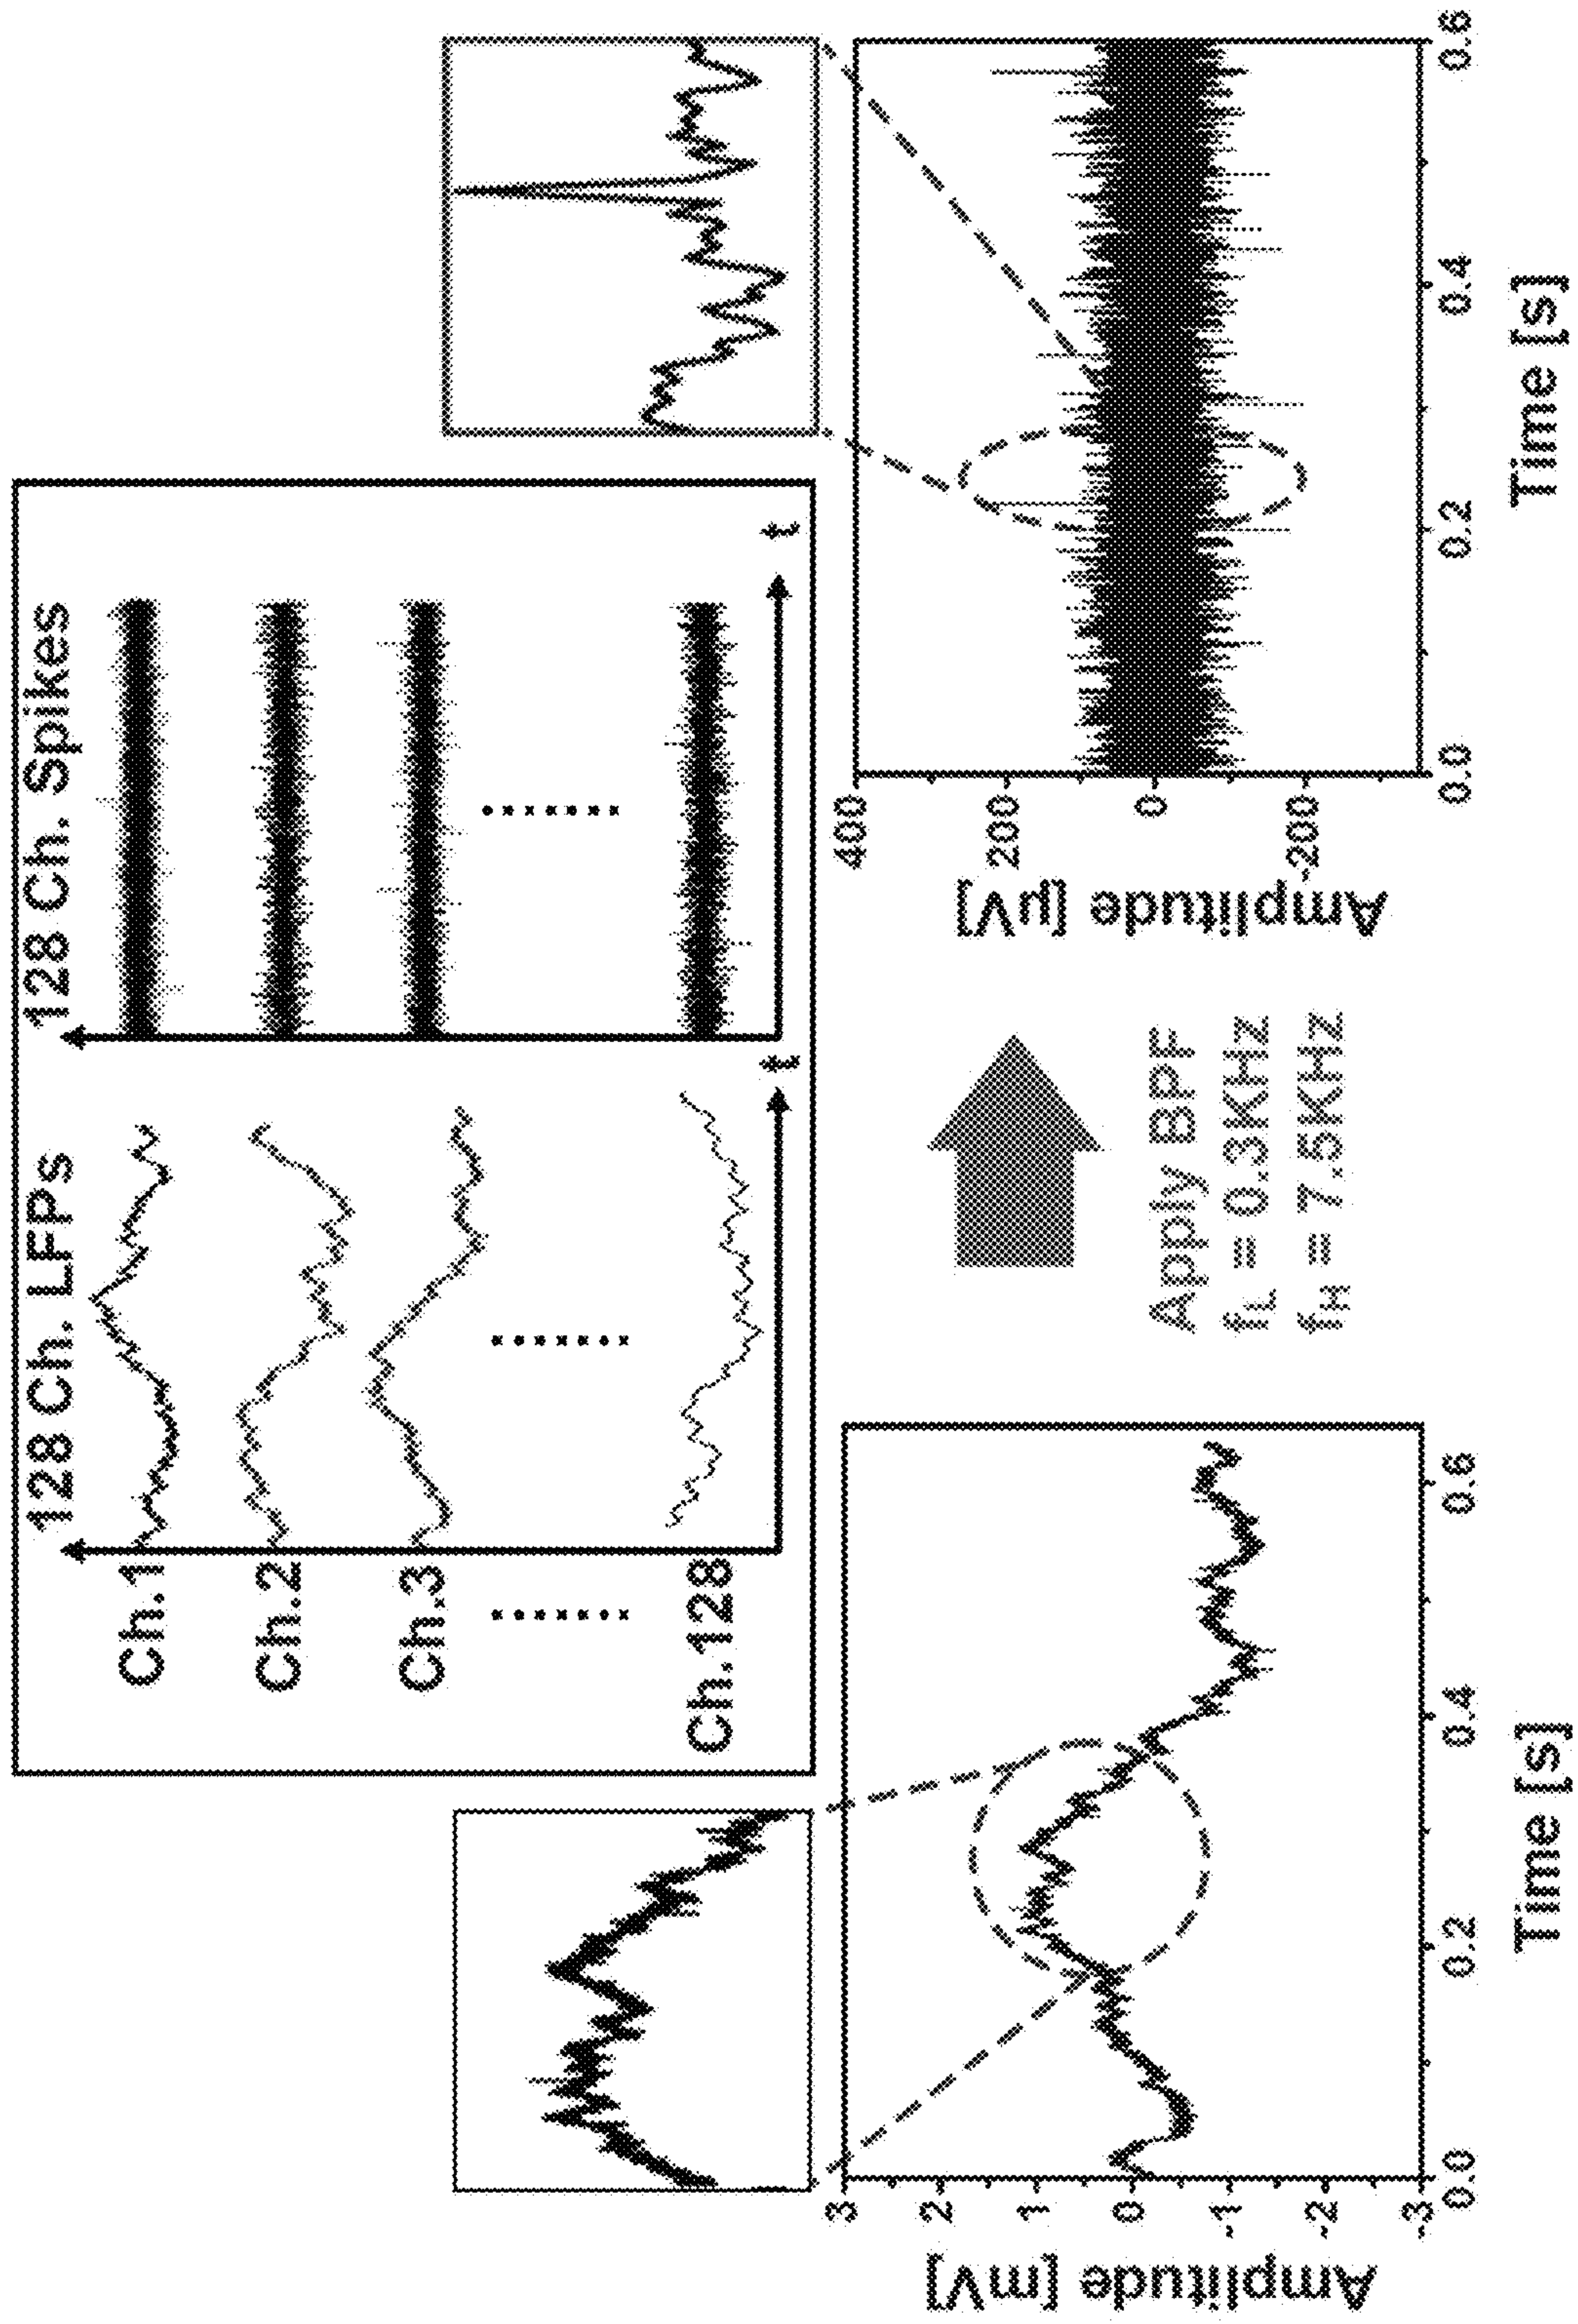 128 Ch. LFPs
128 Ch. Spikes
Ch.1
Ch.2
Ch.3
Ch.128
t
t
Amplitude [mV]
3
2
1
0
-1
-2
-3
0.0
0.2
0.4
0.6
Time [s]
Apply BPF
fL = 0.3KHz
fH = 7.5KHz
Amplitude [µV]
400
200
0
-200
0.0
0.2
0.4
0.6
Time [s]